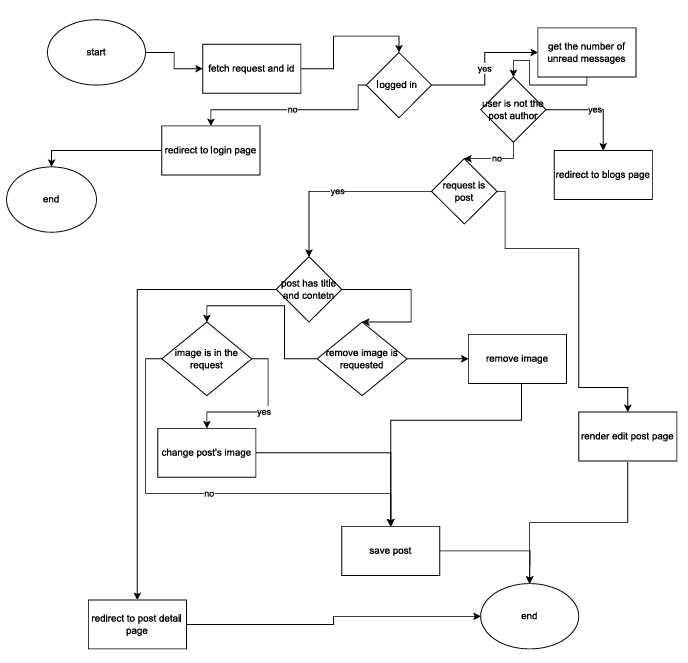 start
fetch request and id
logged in
yes
get the number of
unread messages
no
user is not the
post author
yes
redirect to login page
end
no
redirect to blogs page
request is
post
yes
post has title
and contetn
image is in the
request
remove image is
requested
remove image
yes
change post's image
render edit post page
no
save post
redirect to post detail
page
end